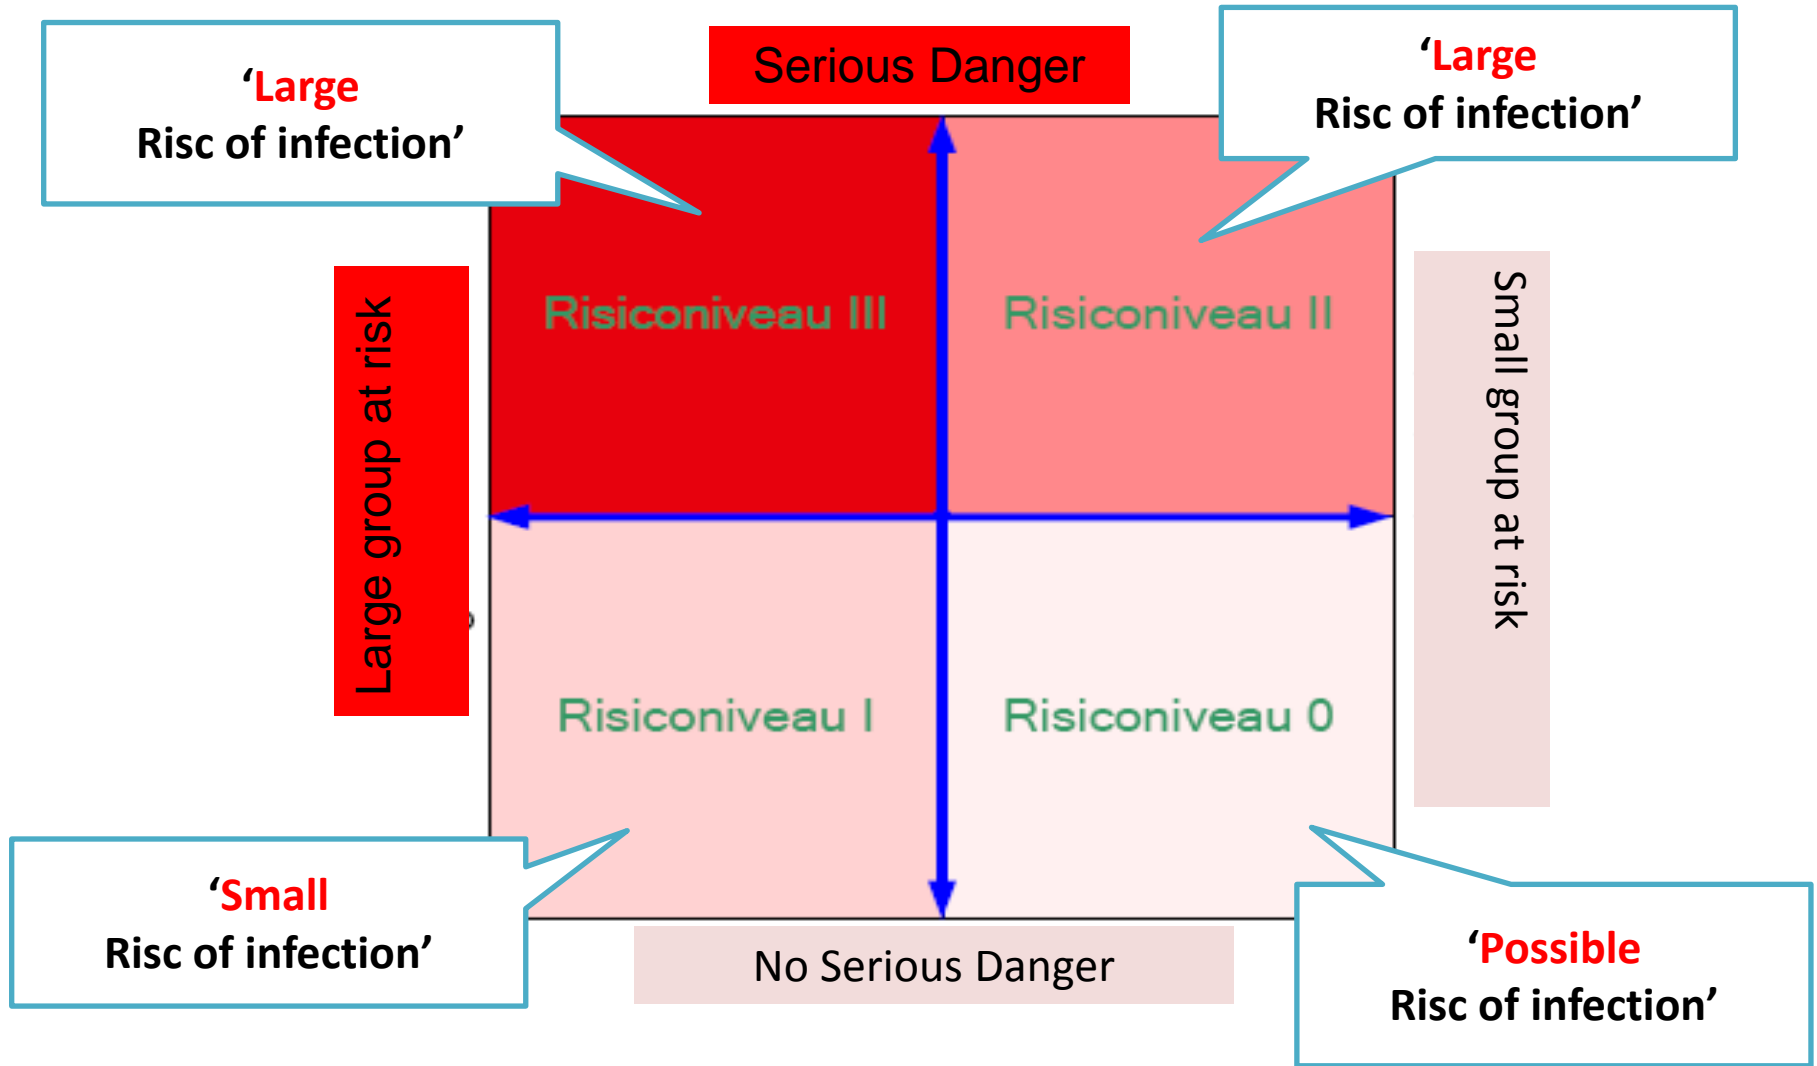 Serious Danger
‘Large
Risc of infection’
‘Large
Risc of infection’
Large group at risk
Risiconiveau III
Risiconiveau II
Small group at risk
Risiconiveau I
Risiconiveau 0
‘Small
Risc of infection’
No Serious Danger
‘Possible
Risc of infection’